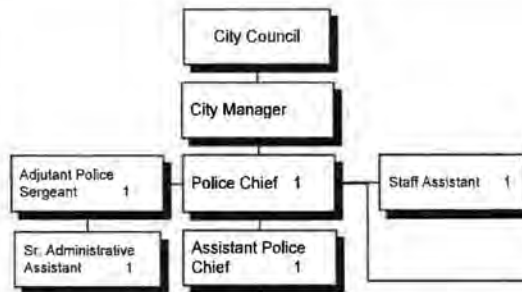 City Council
City Manager
Adjutant Police
Sergeant 1
Police Chief 1
Staff Assistant 1
Sr. Administrative
Assistant 1
Assistant Police
Chief 1